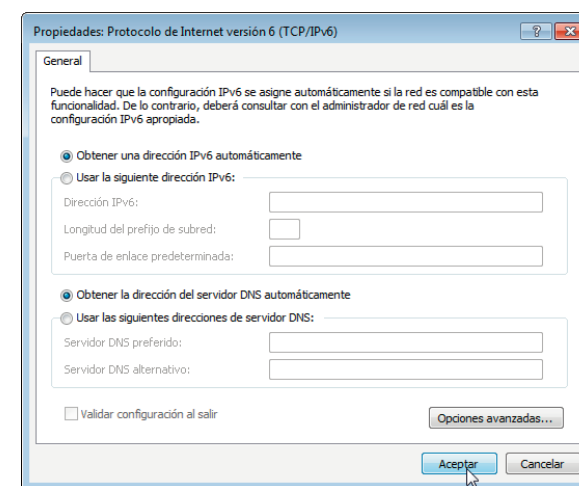 Propiedades: Protocolo de Internet versión 6 (TCP/IPv6)
General
Puede hacer que la configuración IPv6 se asigne automáticamente si la red es compatible con esta
funcionalidad. De lo contrario, deberá consultar con el administrador de red cuál es la
configuración IPv6 apropiada.
Obtener una dirección IPv6 automáticamente
Usar la siguiente dirección IPv6:
Dirección IPv6:
Longitud del prefijo de subred:
Puerta de enlace predeterminada:
Obtener la dirección del servidor DNS automáticamente
Usar las siguientes direcciones de servidor DNS:
Servidor DNS preferido:
Servidor DNS alternativo:
Validar configuración al salir
Opciones avanzadas...
Aceptar
Cancelar